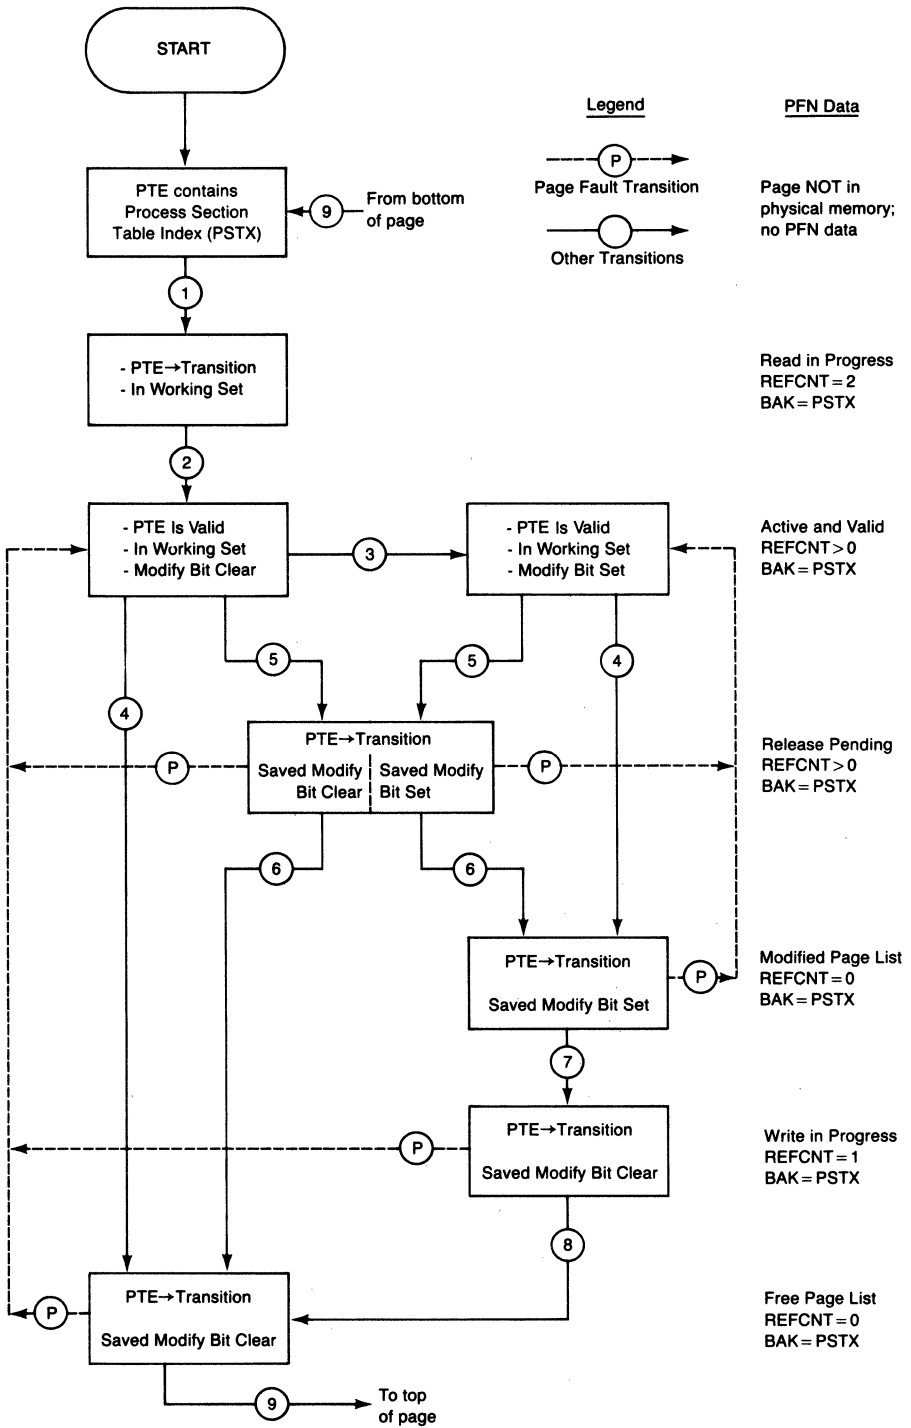 START
Legend
PFN Data
P
Page Fault Transition
Other Transitions
Page NOT in
physical memory;
no PFN data
PTE contains
Process Section
Table Index (PSTX)
9
From bottom
of page
1
- PTE→Transition
- In Working Set
Read in Progress
REFCNT=2
BAK=PSTX
2
- PTE Is Valid
- In Working Set
- Modify Bit Clear
3
- PTE Is Valid
- In Working Set
- Modify Bit Set
Active and Valid
REFCNT>0
BAK=PSTX
5
5
4
4
PTE→Transition
Saved Modify
Bit Clear
Saved Modify
Bit Set
P
P
Release Pending
REFCNT>0
BAK=PSTX
6
6
PTE→Transition
Saved Modify Bit Set
P
Modified Page List
REFCNT=0
BAK=PSTX
7
PTE→Transition
Saved Modify Bit Clear
P
Write in Progress
REFCNT=1
BAK=PSTX
8
PTE→Transition
Saved Modify Bit Clear
P
Free Page List
REFCNT=0
BAK=PSTX
9
To top
of page